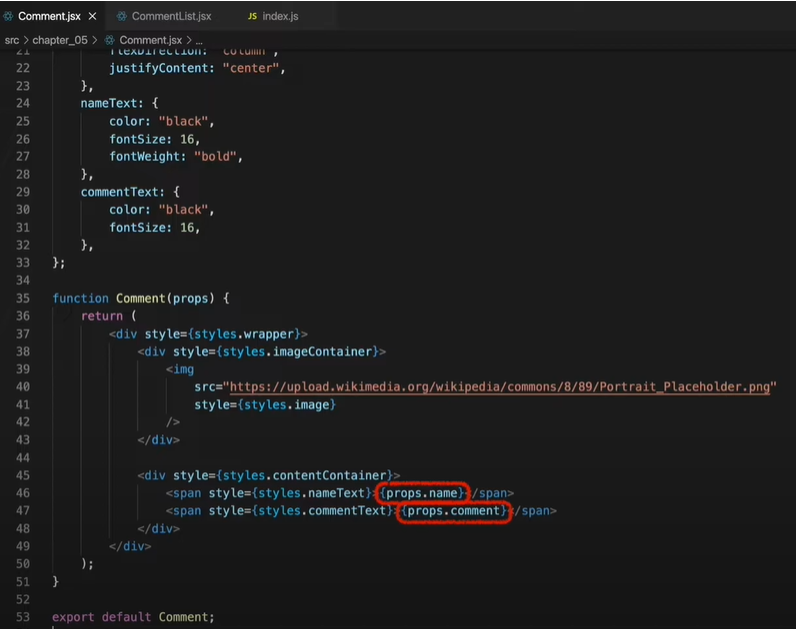 Comment.jsx CommentList.jsx JS index.js
src > chapter_05 > Comment.jsx > ...
21 flexDirection: "column",
22 justifyContent: "center",
23 },
24 nameText: {
25 color: "black",
26 fontSize: 16,
27 fontWeight: "bold",
28 },
29 commentText: {
30 color: "black",
31 fontSize: 16,
32 },
33 };
34
35 function Comment(props) {
36 return (
37 <div style={styles.wrapper}>
38 <div style={styles.imageContainer}>
39 <img
40 src="https://upload.wikimedia.org/wikipedia/commons/8/89/Portrait_Placeholder.png"
41 style={styles.image}
42 />
43 </div>
44
45 <div style={styles.contentContainer}>
46 <span style={styles.nameText}>{props.name}</span>
47 <span style={styles.commentText}>{props.comment}</span>
48 </div>
49 </div>
50 );
51 }
52
53 export default Comment;